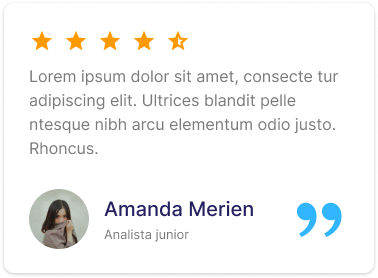 Lorem ipsum dolor sit amet, consecte tur
adipiscing elit. Ultrices blandit pelle
ntesque nibh arcu elementum odio justo.
Rhoncus.
Amanda Merien
Analista junior